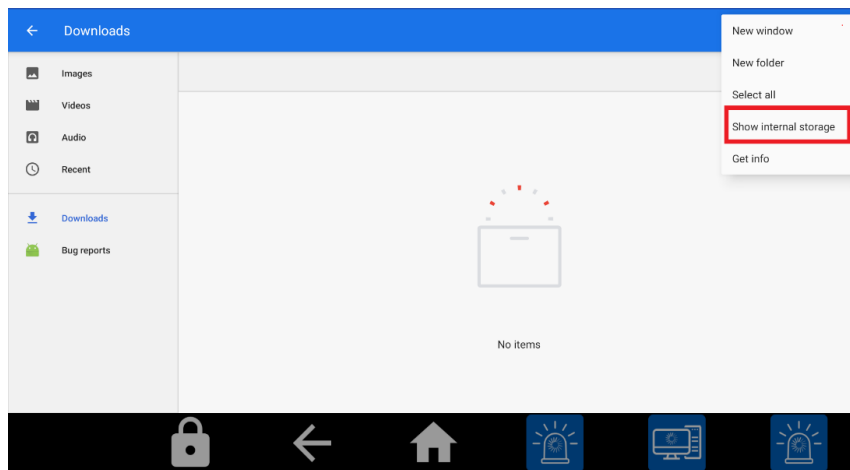 Downloads
Images
Videos
Audio
Recent
Downloads
Bug reports
No items
New window
New folder
Select all
Show internal storage
Get info